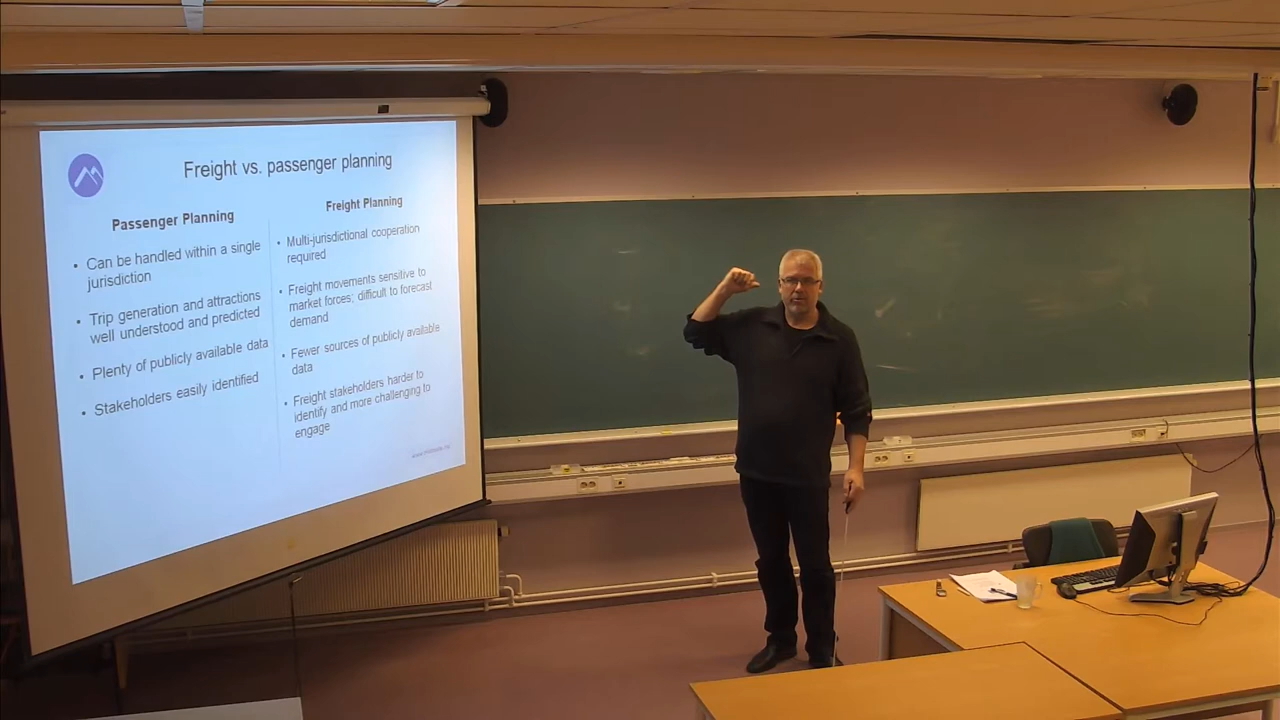 Freight vs. passenger planning
Passenger Planning
• Can be handled within a single
jurisdiction
• Trip generation and attractions
well understood and predicted
• Plenty of publicly available data
• Stakeholders easily identified
Freight Planning
• Multi-jurisdictional cooperation
required
• Freight movements sensitive to
market forces; difficult to forecast
demand
• Fewer sources of publicly available
data
• Freight stakeholders harder to
identify and more challenging to
engage